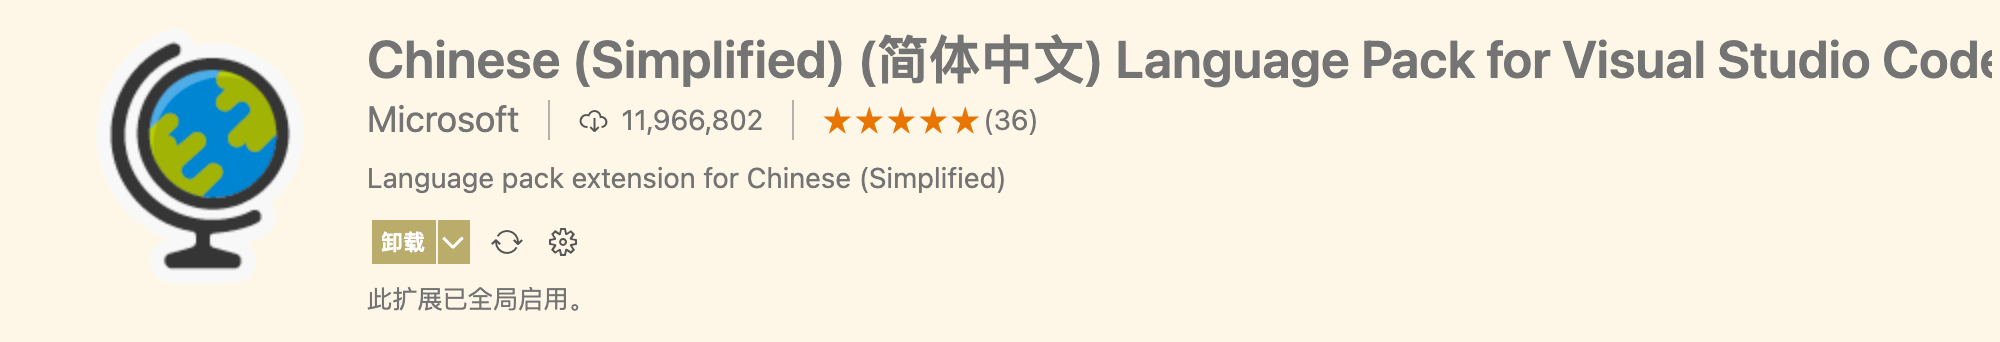 Chinese (Simplified) (简体中文) Language Pack for Visual Studio Code
Microsoft 11,966,802 ★★★★★(36)
Language pack extension for Chinese (Simplified)
卸载
此扩展已全局启用。